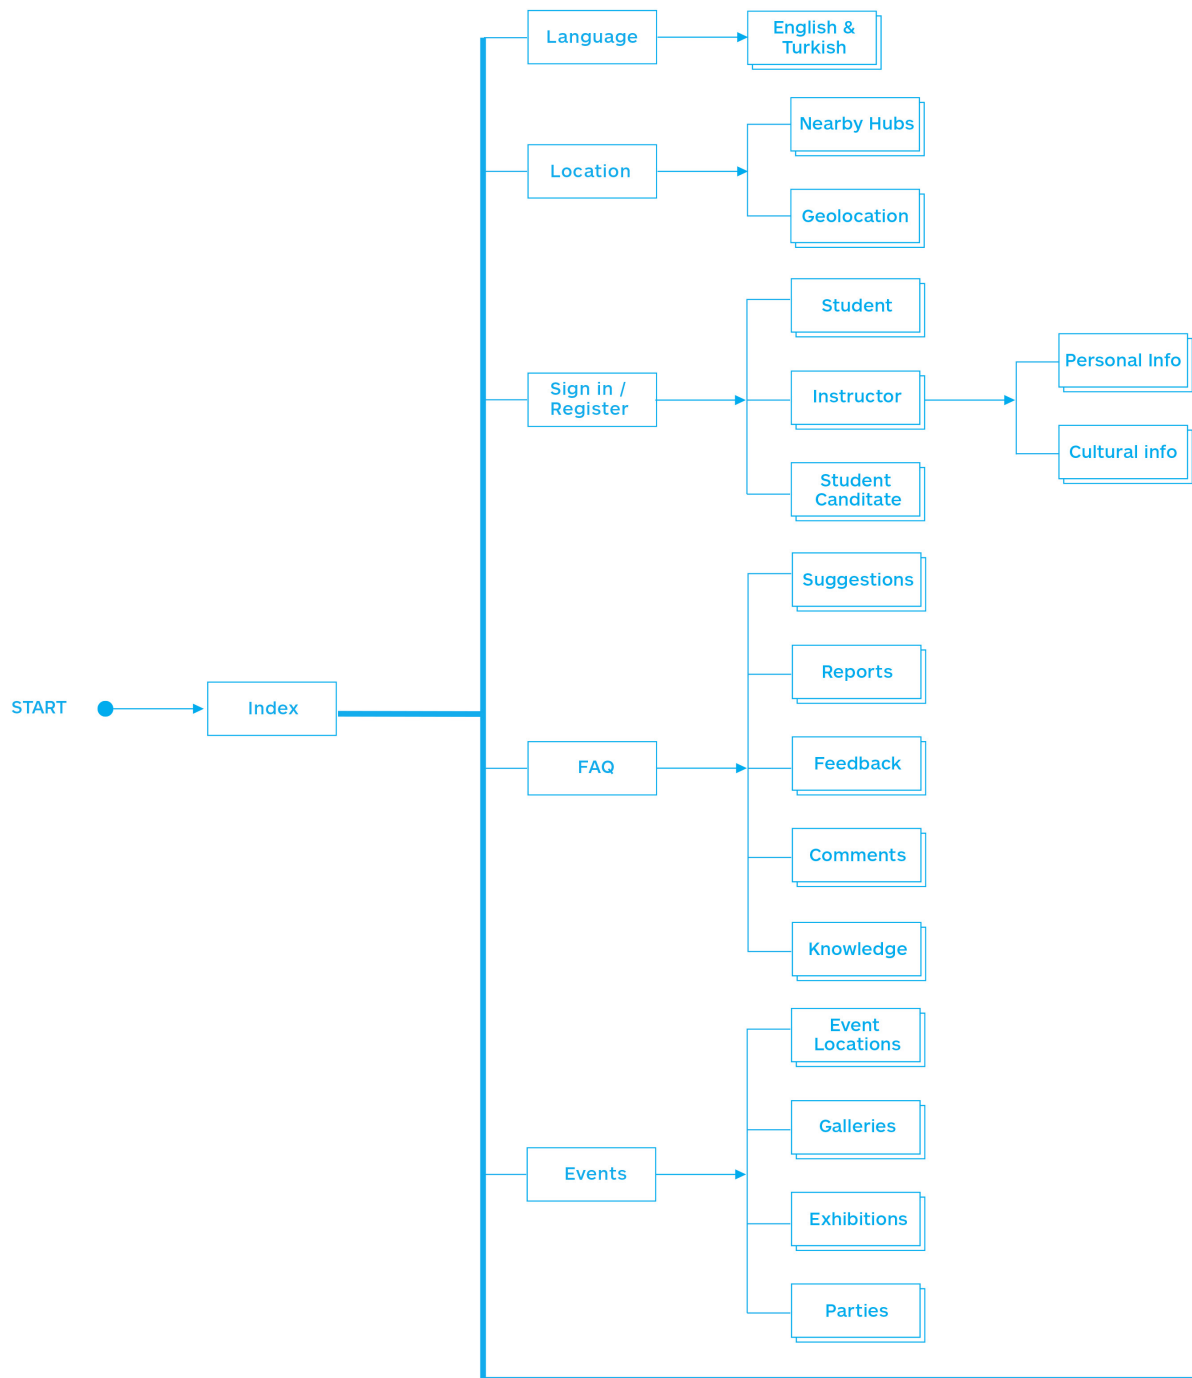 START
Index
Language
English &
Turkish
Location
Nearby Hubs
Geolocation
Sign in /
Register
Student
Instructor
Student
Canditate
Personal Info
Cultural info
FAQ
Suggestions
Reports
Feedback
Comments
Knowledge
Events
Event
Locations
Galleries
Exhibitions
Parties